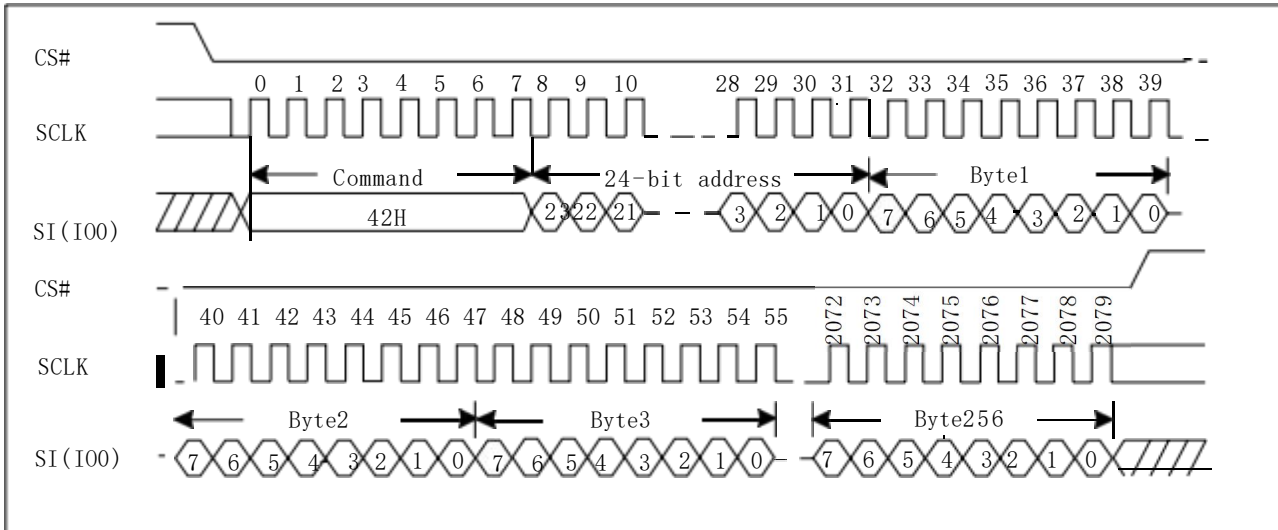 CS#
0 1 2 3 4 5 6 7 8 9 10 28 29 30 31 32 33 34 35 36 37 38 39
SCLK
Command 24-bit address Byte1
SI(IO0) 42H 23 22 21 3 2 1 0 7 6 5 4 3 2 1 0
CS#
40 41 42 43 44 45 46 47 48 49 50 51 52 53 54 55 2072 2073 2074 2075 2076 2077 2078 2079
SCLK
Byte2 Byte3 Byte256
SI(IO0) 7 6 5 4 3 2 1 0 7 6 5 4 3 2 1 0 7 6 5 4 3 2 1 0